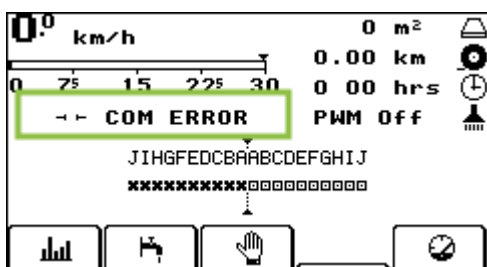 0.0 km/h
0 m²
0.00 km
0 7.5 15 22.5 30
0 00 hrs
COM ERROR
PWM Off
JIHGFEDCBAABCDEFGHIJ
xxxxxxxxxx